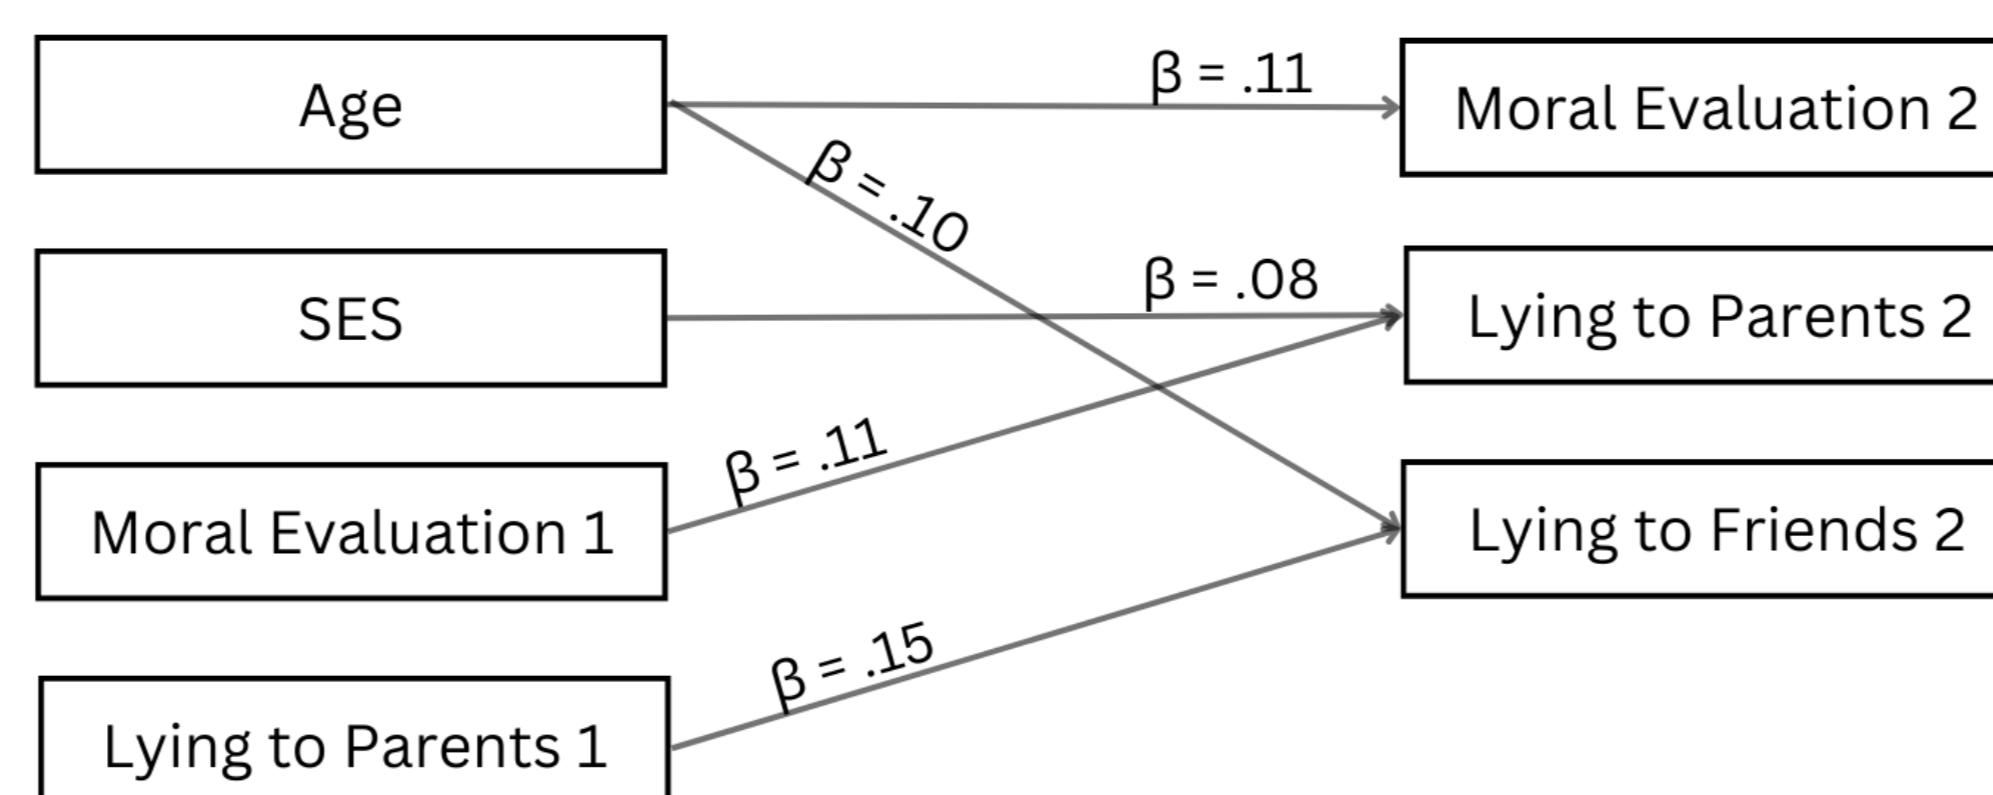 Age
β = .11
Moral Evaluation 2
β = .10
SES
β = .08
Lying to Parents 2
Moral Evaluation 1
β = .11
Lying to Friends 2
Lying to Parents 1
β = .15